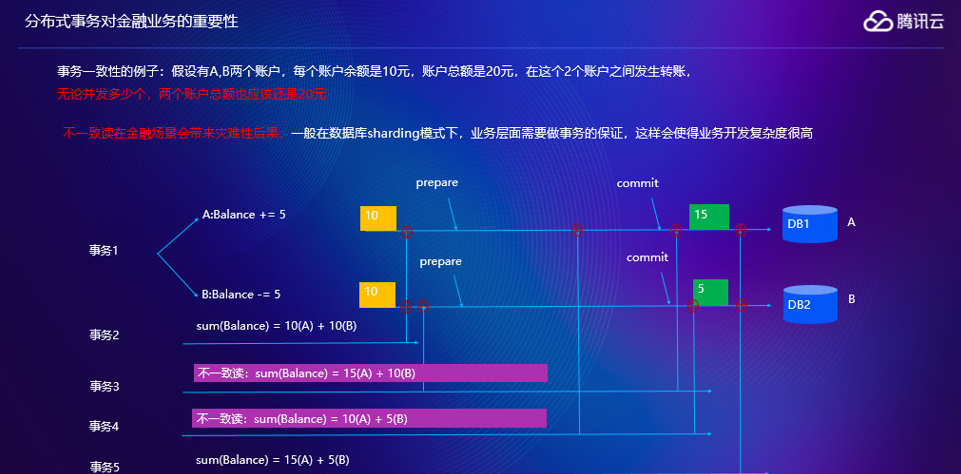 分布式事务对金融业务的重要性
腾讯云
事务一致性的例子：假设有A,B两个账户，每个账户余额是10元，账户总额是20元，在这个2个账户之间发生转账，
无论并发多少个，两个账户总额也应该还是20元
不一致读在金融场景会带来灾难性后果，一般在数据库sharding模式下，业务层面需要做事务的保证，这样会使得业务开发复杂度很高
prepare
commit
A:Balance += 5
10
15
DB1
A
事务1
prepare
commit
B:Balance -= 5
10
5
DB2
B
事务2
sum(Balance) = 10(A) + 10(B)
事务3
不一致读：sum(Balance) = 15(A) + 10(B)
事务4
不一致读：sum(Balance) = 10(A) + 5(B)
事务5
sum(Balance) = 15(A) + 5(B)